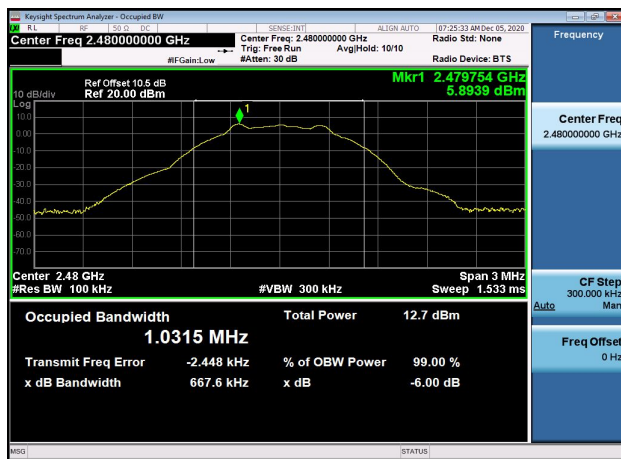 Keysight Spectrum Analyzer - Occupied BW
RL RF 50 Ω DC SENSE:INT ALIGN AUTO 07:25:33 AM Dec 05, 2020
Center Freq 2.480000000 GHz Center Freq: 2.480000000 GHz Radio Std: None
Trig: Free Run Avg|Hold: 10/10
#IFGain:Low #Atten: 30 dB Radio Device: BTS
Frequency
Mkr1 2.479754 GHz
5.8939 dBm
Ref Offset 10.5 dB
10 dB/div Ref 20.00 dBm
Log
1
10.0
0.00
-10.0
-20.0
-30.0
-40.0
-50.0
-60.0
-70.0
Center Freq
2.480000000 GHz
Center 2.48 GHz Span 3 MHz
#Res BW 100 kHz #VBW 300 kHz Sweep 1.533 ms
CF Step
300.000 kHz
Auto Man
Occupied Bandwidth Total Power 12.7 dBm
1.0315 MHz
Transmit Freq Error -2.448 kHz % of OBW Power 99.00 %
x dB Bandwidth 667.6 kHz x dB -6.00 dB
Freq Offset
0 Hz
MSG STATUS